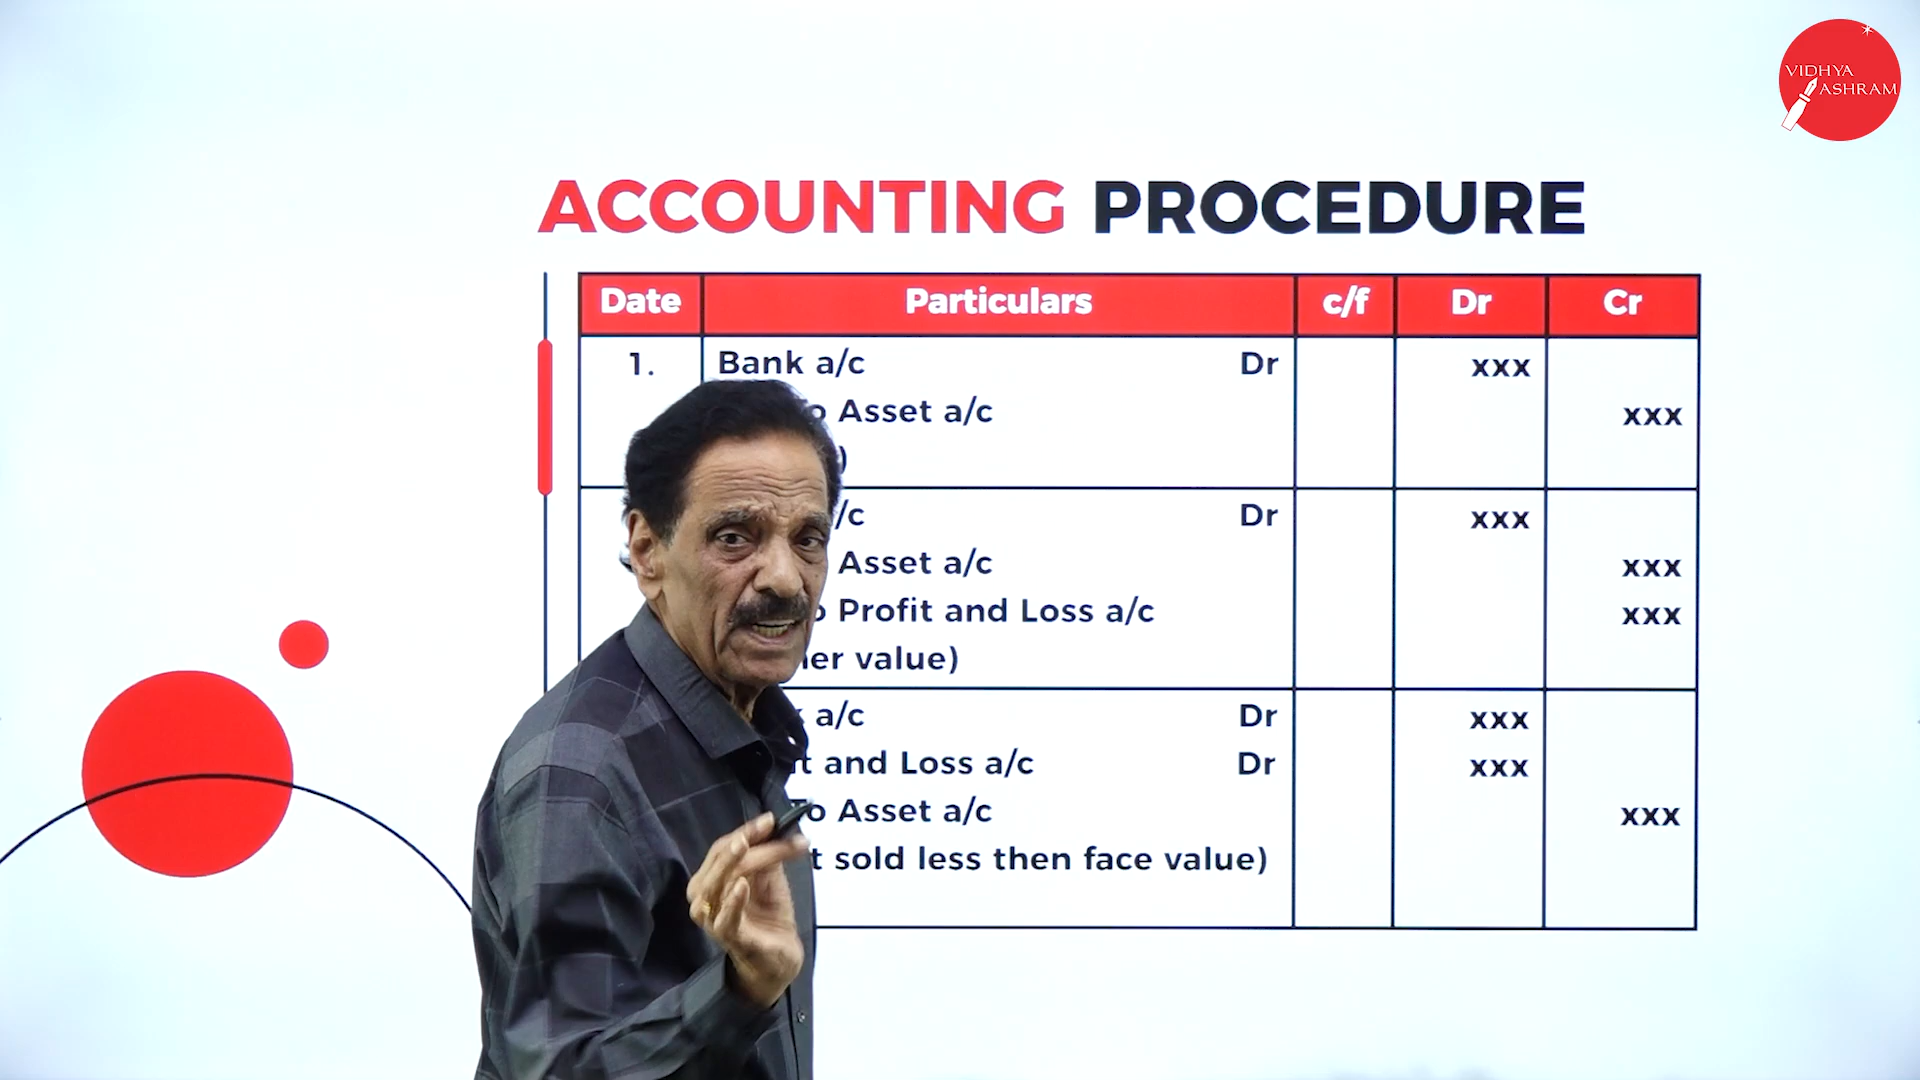 VIDHYA
ASHRAM
ACCOUNTING PROCEDURE
Date Particulars c/f Dr Cr
1. Bank a/c Dr xxx
Asset a/c xxx
)
/c Dr xxx
Asset a/c xxx
Profit and Loss a/c xxx
value)
a/c Dr xxx
and Loss a/c Dr xxx
To Asset a/c xxx
sold less then face value)